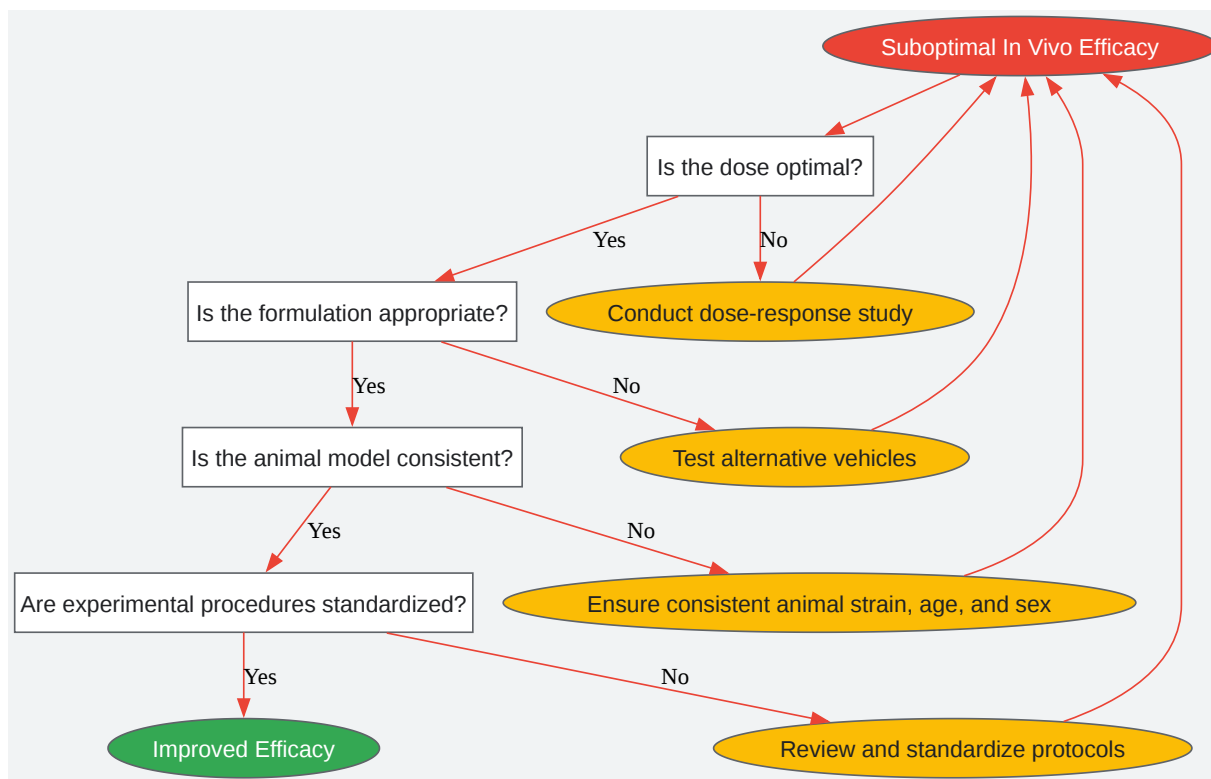 Suboptimal In Vivo Efficacy
Is the dose optimal?
Yes
No
Is the formulation appropriate?
Conduct dose-response study
Yes
No
Is the animal model consistent?
Test alternative vehicles
Yes
No
Are experimental procedures standardized?
Ensure consistent animal strain, age, and sex
Yes
No
Improved Efficacy
Review and standardize protocols